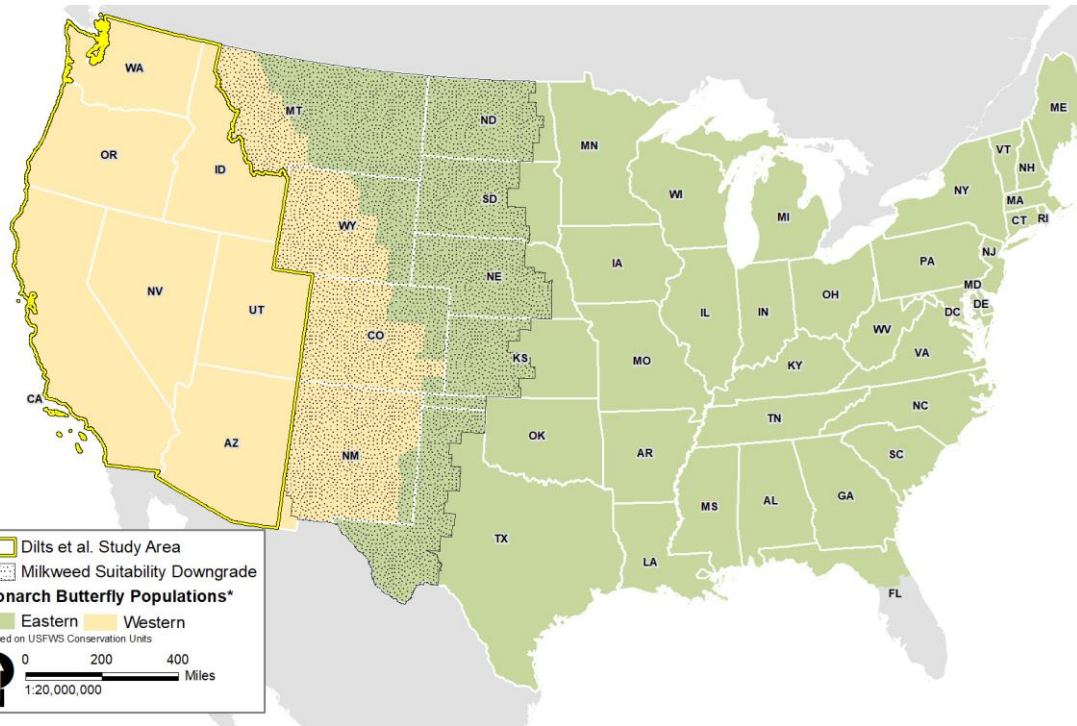 WA
MT
ND
ME
OR
ID
MN
VT
NH
SD
WI
NY
MA
CT
RI
WY
MI
NE
IA
PA
NJ
NV
UT
CO
IL
IN
OH
MD
DE
KS
MO
WV
DC
VA
KY
CA
AZ
NM
OK
AR
TN
NC
SC
MS
AL
GA
TX
LA
FL
Dilts et al. Study Area
Milkweed Suitability Downgrade
onarch Butterfly Populations*
Eastern Western
ed on USFWS Conservation Units
0 200 400
Miles
1:20,000,000